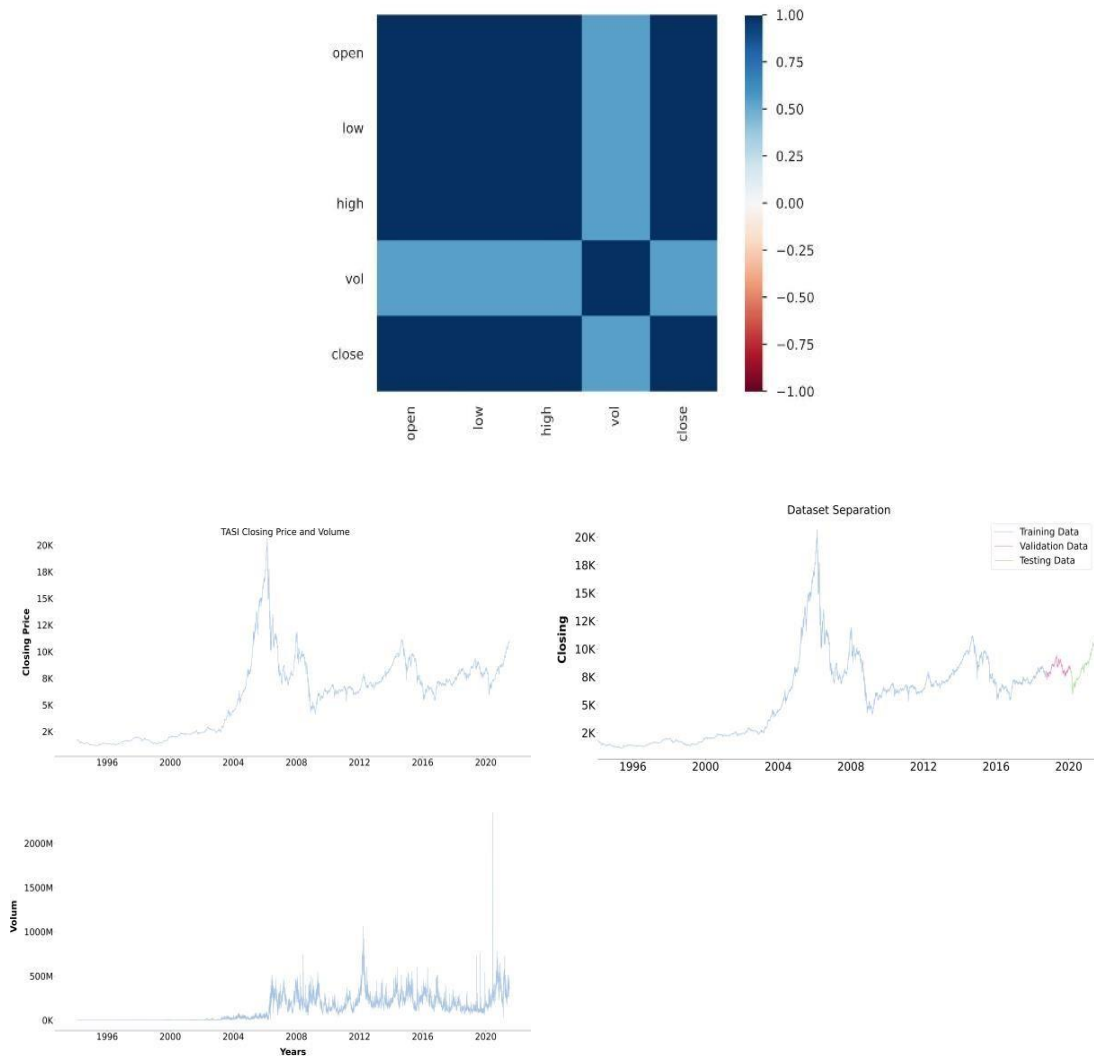 1.00
open
0.75
low
0.50
0.25
high
0.00
−0.25
vol
−0.50
close
−0.75
−1.00
open low high vol close
TASI Closing Price and Volume
20K
18K
15K
12K
10K
8K
5K
2K
Closing Price
1996 2000 2004 2008 2012 2016 2020
Dataset Separation
Training Data
Validation Data
Testing Data
20K
18K
15K
12K
10K
8K
5K
2K
Closing
1996 2000 2004 2008 2012 2016 2020
2000M
1500M
1000M
500M
0K
Volum
1996 2000 2004 2008 2012 2016 2020
Years